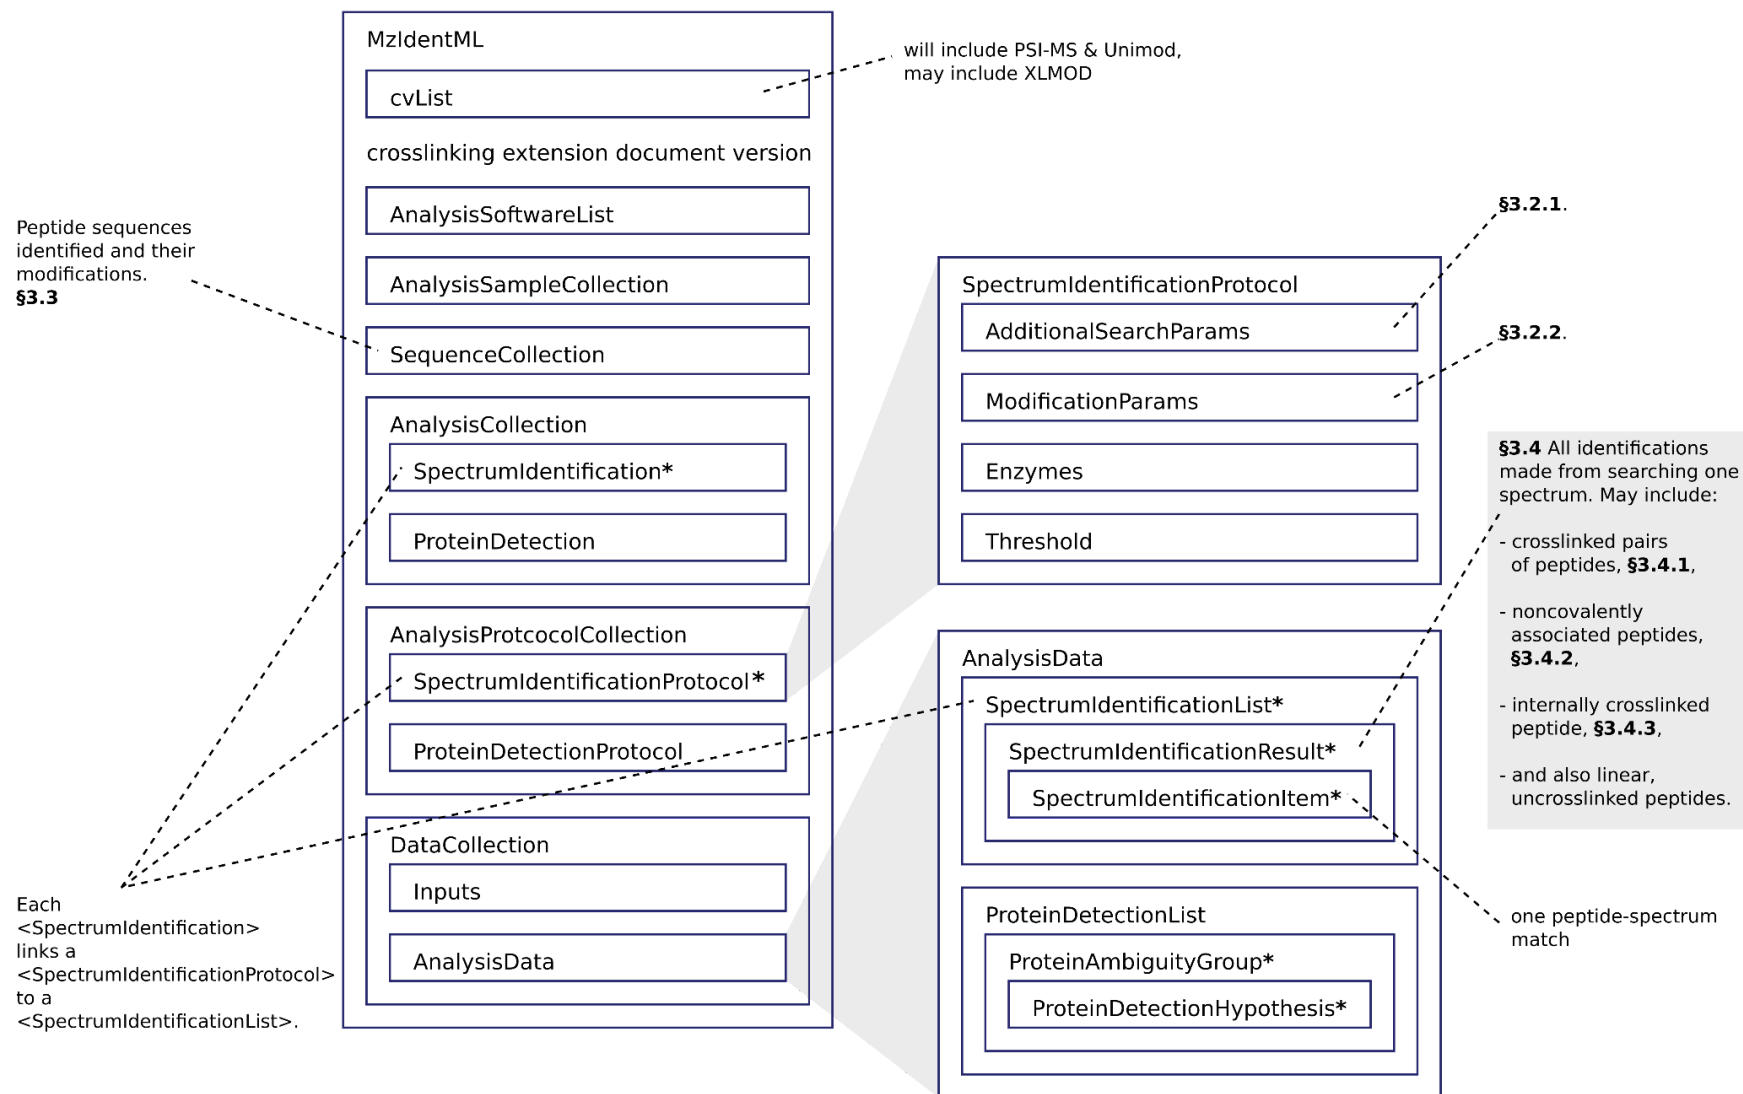 MzIdentML
cvList
will include PSI-MS & Unimod,
may include XLMOD
crosslinking extension document version
AnalysisSoftwareList
AnalysisSampleCollection
SequenceCollection
Peptide sequences
identified and their
modifications.
§3.3
AnalysisCollection
SpectrumIdentification*
ProteinDetection
AnalysisProtcocolCollection
SpectrumIdentificationProtocol*
ProteinDetectionProtocol
DataCollection
Inputs
AnalysisData
Each
<SpectrumIdentification>
links a
<SpectrumIdentificationProtocol>
to a
<SpectrumIdentificationList>.
SpectrumIdentificationProtocol
AdditionalSearchParams
ModificationParams
Enzymes
Threshold
§3.2.1.
§3.2.2.
AnalysisData
SpectrumIdentificationList*
SpectrumIdentificationResult*
SpectrumIdentificationItem*
ProteinDetectionList
ProteinAmbiguityGroup*
ProteinDetectionHypothesis*
§3.4 All identifications
made from searching one
spectrum. May include:
- crosslinked pairs
of peptides, §3.4.1,
- noncovalently
associated peptides,
§3.4.2,
- internally crosslinked
peptide, §3.4.3,
- and also linear,
uncrosslinked peptides.
one peptide-spectrum
match